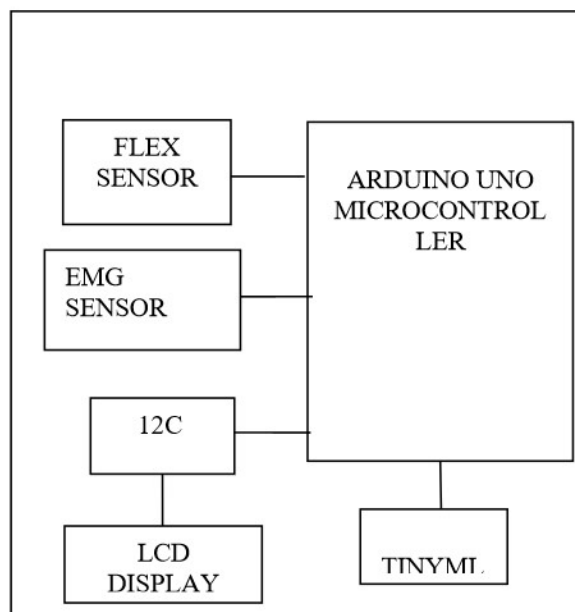 FLEX
SENSOR
ARDUINO UNO
MICROCONTROL
LER
EMG
SENSOR
12C
LCD
DISPLAY
TINYML